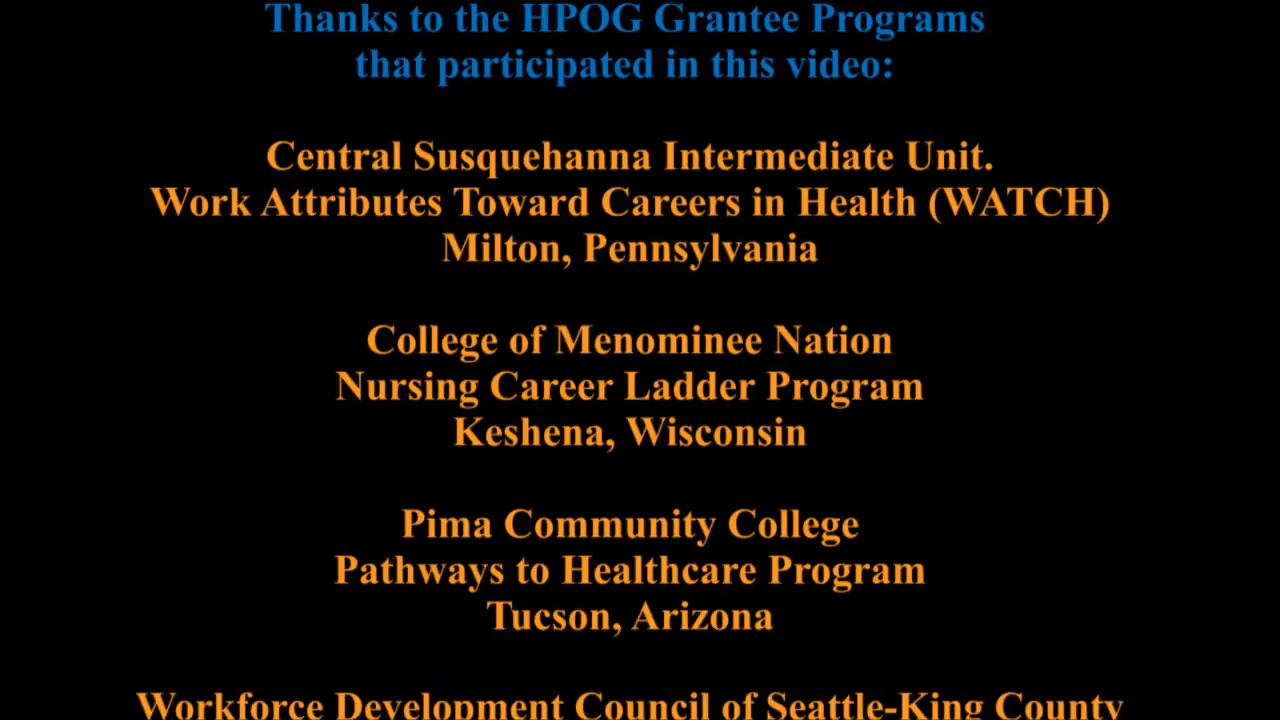 Thanks to the HPOG Grantee Programs
that participated in this video:
Central Susquehanna Intermediate Unit.
Work Attributes Toward Careers in Health (WATCH)
Milton, Pennsylvania
College of Menominee Nation
Nursing Career Ladder Program
Keshena, Wisconsin
Pima Community College
Pathways to Healthcare Program
Tucson, Arizona
Workforce Development Council of Seattle-King County